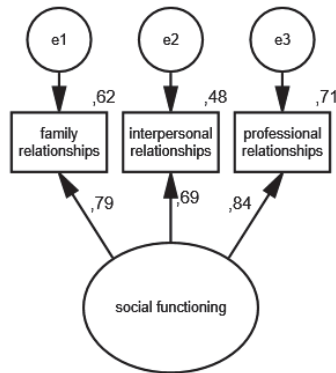 e1
e2
e3
,62
,48
,71
family
relationships
interpersonal
relationships
professional
relationships
,79
,69
,84
social functioning